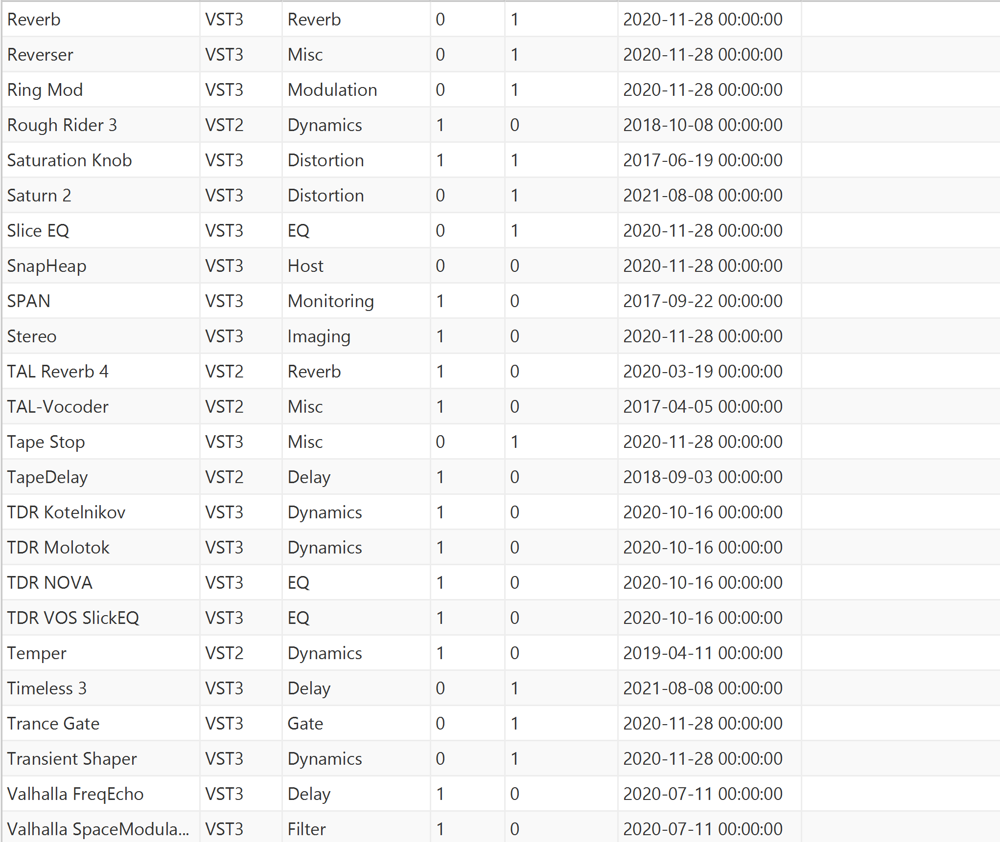 Reverb VST3 Reverb 0 1 2020-11-28 00:00:00
Reverser VST3 Misc 0 1 2020-11-28 00:00:00
Ring Mod VST3 Modulation 0 1 2020-11-28 00:00:00
Rough Rider 3 VST2 Dynamics 1 0 2018-10-08 00:00:00
Saturation Knob VST3 Distortion 1 1 2017-06-19 00:00:00
Saturn 2 VST3 Distortion 0 1 2021-08-08 00:00:00
Slice EQ VST3 EQ 0 1 2020-11-28 00:00:00
SnapHeap VST3 Host 0 0 2020-11-28 00:00:00
SPAN VST3 Monitoring 1 0 2017-09-22 00:00:00
Stereo VST3 Imaging 1 0 2020-11-28 00:00:00
TAL Reverb 4 VST2 Reverb 1 0 2020-03-19 00:00:00
TAL-Vocoder VST2 Misc 1 0 2017-04-05 00:00:00
Tape Stop VST3 Misc 0 1 2020-11-28 00:00:00
TapeDelay VST2 Delay 1 0 2018-09-03 00:00:00
TDR Kotelnikov VST3 Dynamics 1 0 2020-10-16 00:00:00
TDR Molotok VST3 Dynamics 1 0 2020-10-16 00:00:00
TDR NOVA VST3 EQ 1 0 2020-10-16 00:00:00
TDR VOS SlickEQ VST3 EQ 1 0 2020-10-16 00:00:00
Temper VST2 Dynamics 1 0 2019-04-11 00:00:00
Timeless 3 VST3 Delay 0 1 2021-08-08 00:00:00
Trance Gate VST3 Gate 0 1 2020-11-28 00:00:00
Transient Shaper VST3 Dynamics 0 1 2020-11-28 00:00:00
Valhalla FreqEcho VST3 Delay 1 0 2020-07-11 00:00:00
Valhalla SpaceModula... VST3 Filter 1 0 2020-07-11 00:00:00